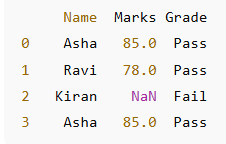 Name Marks Grade
0 Asha 85.0 Pass
1 Ravi 78.0 Pass
2 Kiran NaN Fail
3 Asha 85.0 Pass